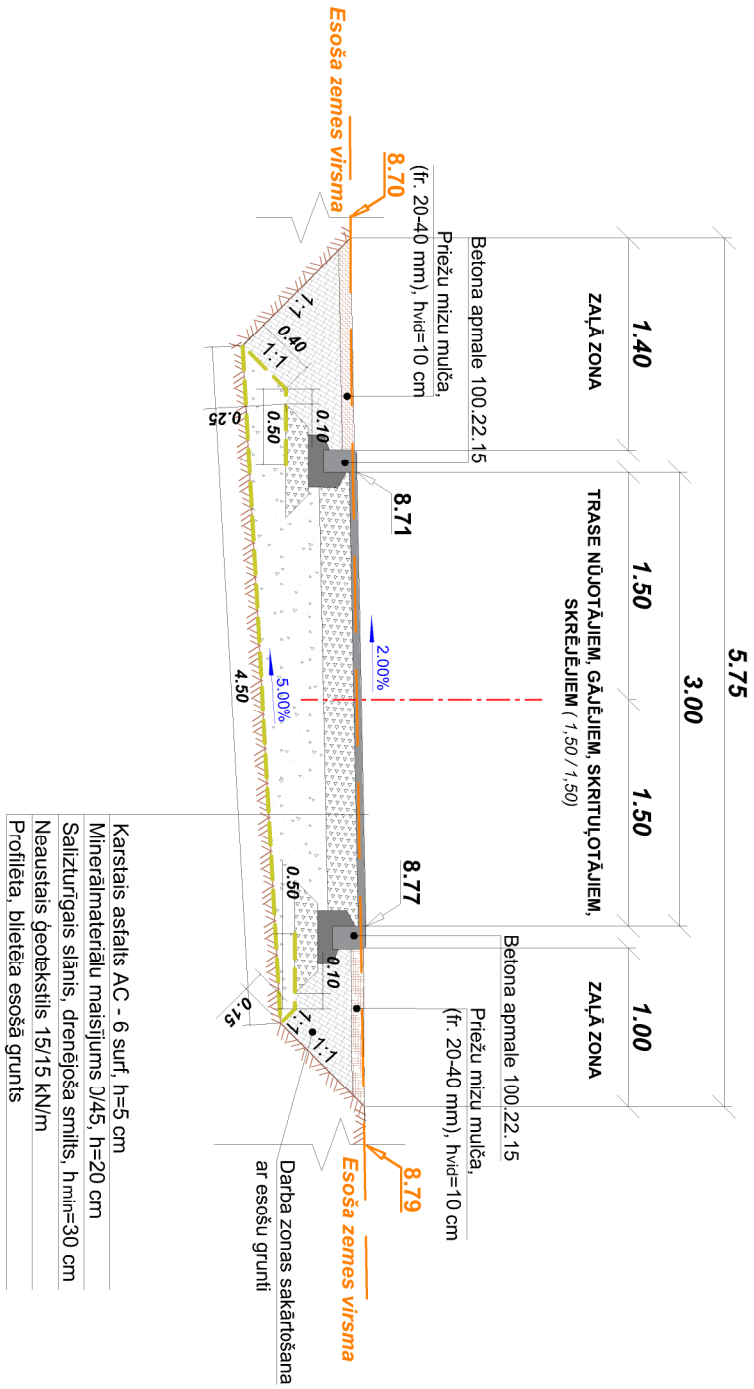 5.75
3.00
1.40
1.50
1.50
1.00
ZAĻĀ ZONA
TRASE NŪJOTĀJIEM, GĀJĒJIEM, SKRITUĻOTĀJIEM,
SKRĒJĒJIEM ( 1,50 / 1,50)
ZAĻĀ ZONA
Betona apmale 100.22.15
Priežu mizu mulča,
(fr. 20-40 mm), hvid=10 cm
8.70
Esoša zemes virsma
8.71
2.00%
8.77
Betona apmale 100.22.15
Priežu mizu mulča,
(fr. 20-40 mm), hvid=10 cm
8.79
Esoša zemes virsma
1:1
0.40
1:1
0.25
0.50
0.10
5.00%
4.50
0.50
0.10
0.15
1:1
1:1
Darba zonas sakārtošana
ar esošu grunti
Karstais asfalts AC - 6 surf, h=5 cm
Minerālmateriālu maisījums 0/45, h=20 cm
Salizturīgais slānis, drenējoša smilts, hmin=30 cm
Neaustais ģeotekstils 15/15 kN/m
Profilēta, blietēta esošā grunts